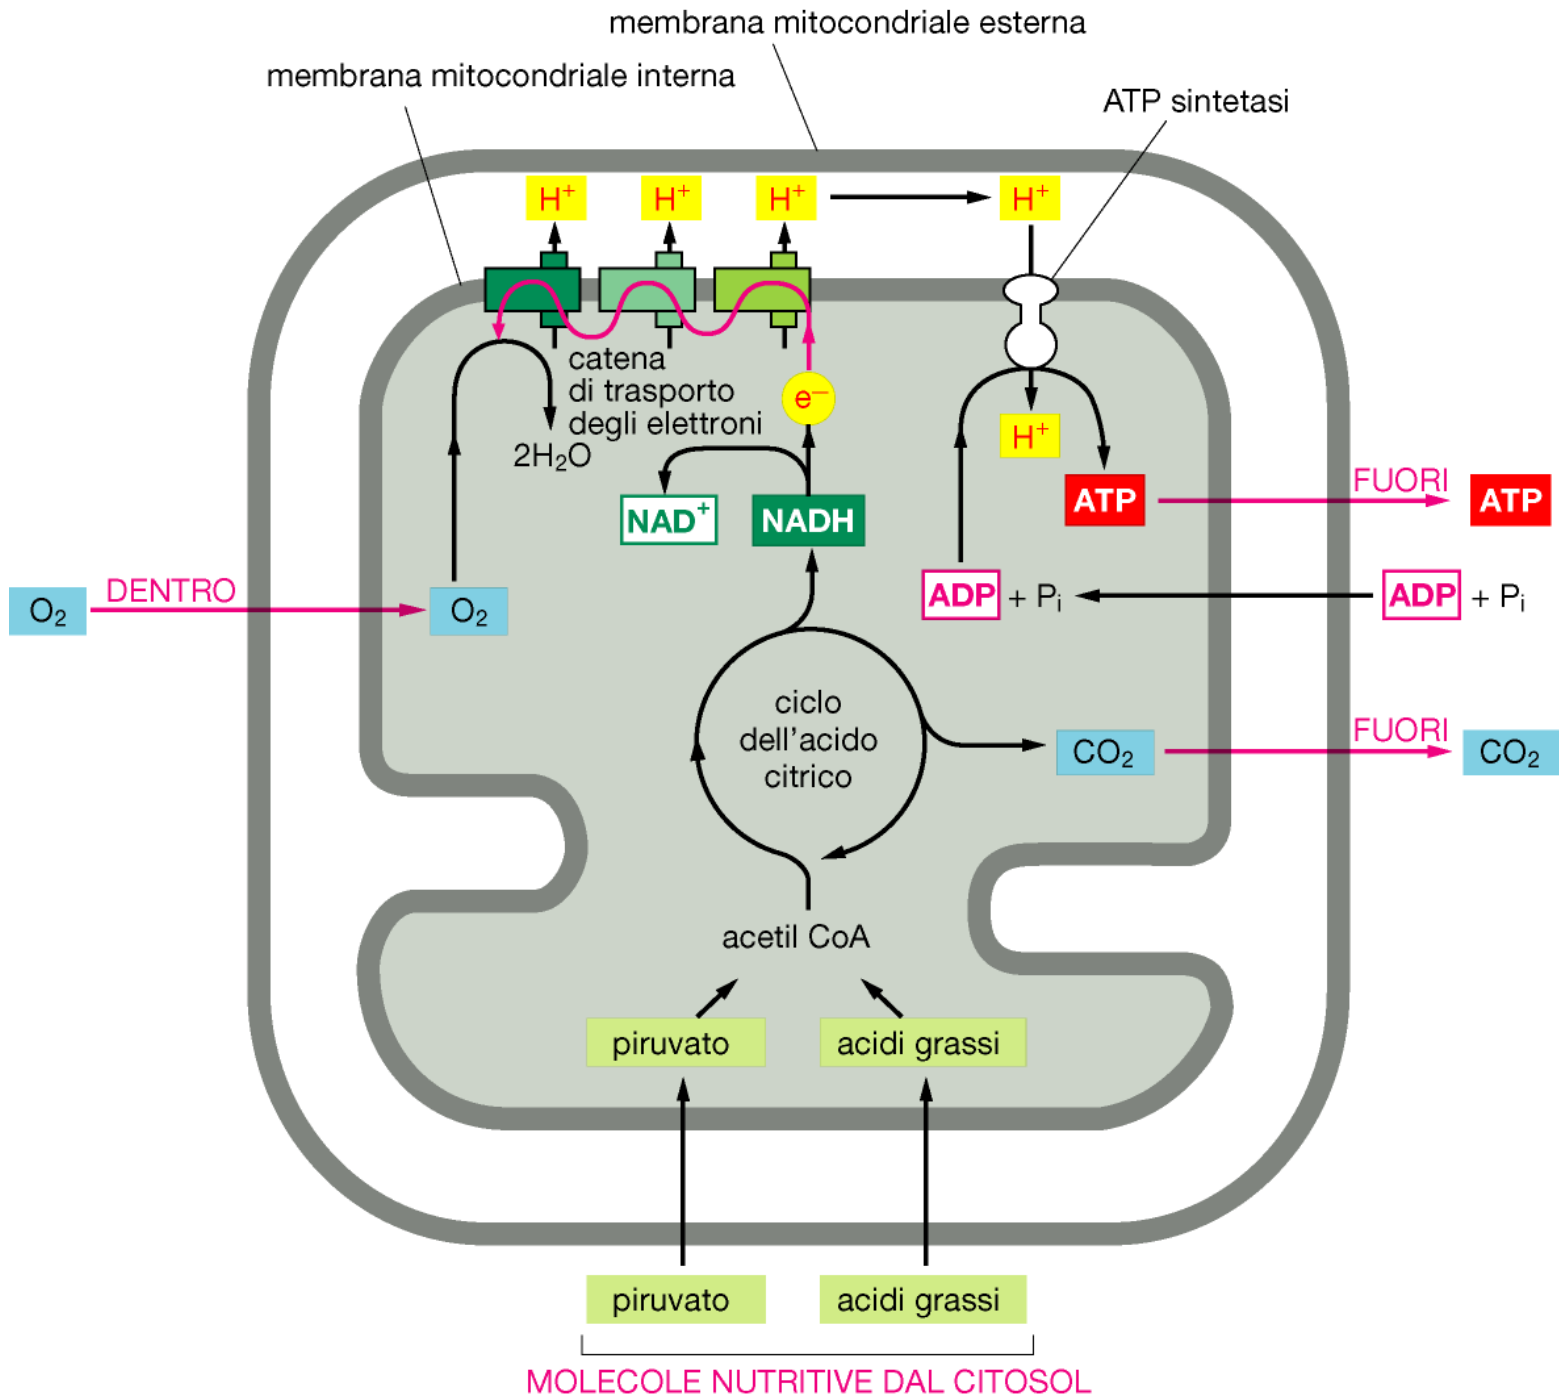 membrana mitocondriale esterna
membrana mitocondriale interna
ATP sintetasi
H⁺
H⁺
H⁺
H⁺
catena
di trasporto
degli elettroni
2H₂O
e⁻
H⁺
NAD⁺
NADH
ATP
FUORI
ATP
O₂
DENTRO
O₂
ADP + Pᵢ
ADP + Pᵢ
ciclo
dell'acido
citrico
CO₂
FUORI
CO₂
acetil CoA
piruvato
acidi grassi
piruvato
acidi grassi
MOLECOLE NUTRITIVE DAL CITOSOL